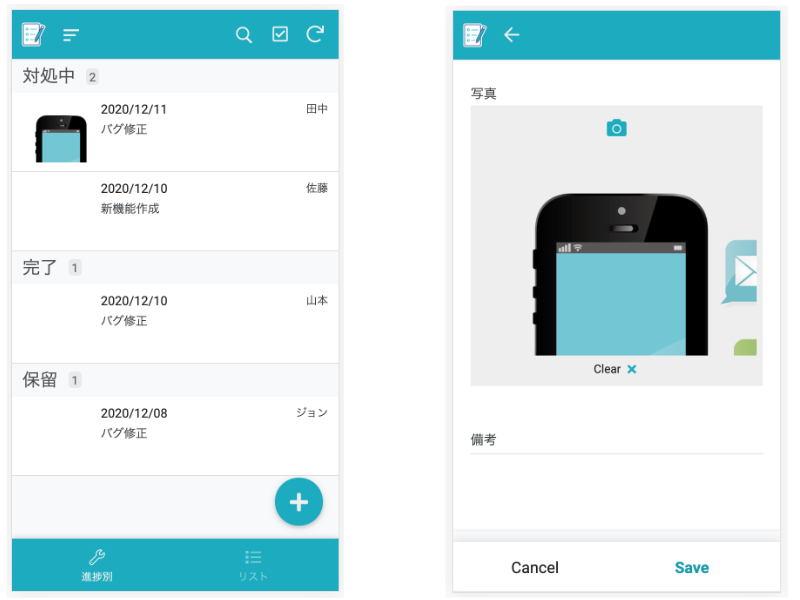 対処中 2
2020/12/11 田中
バグ修正
2020/12/10 佐藤
新機能作成
完了 1
2020/12/10 山本
バグ修正
保留 1
2020/12/08 ジョン
バグ修正
進捗別 リスト
写真
Clear
備考
Cancel Save